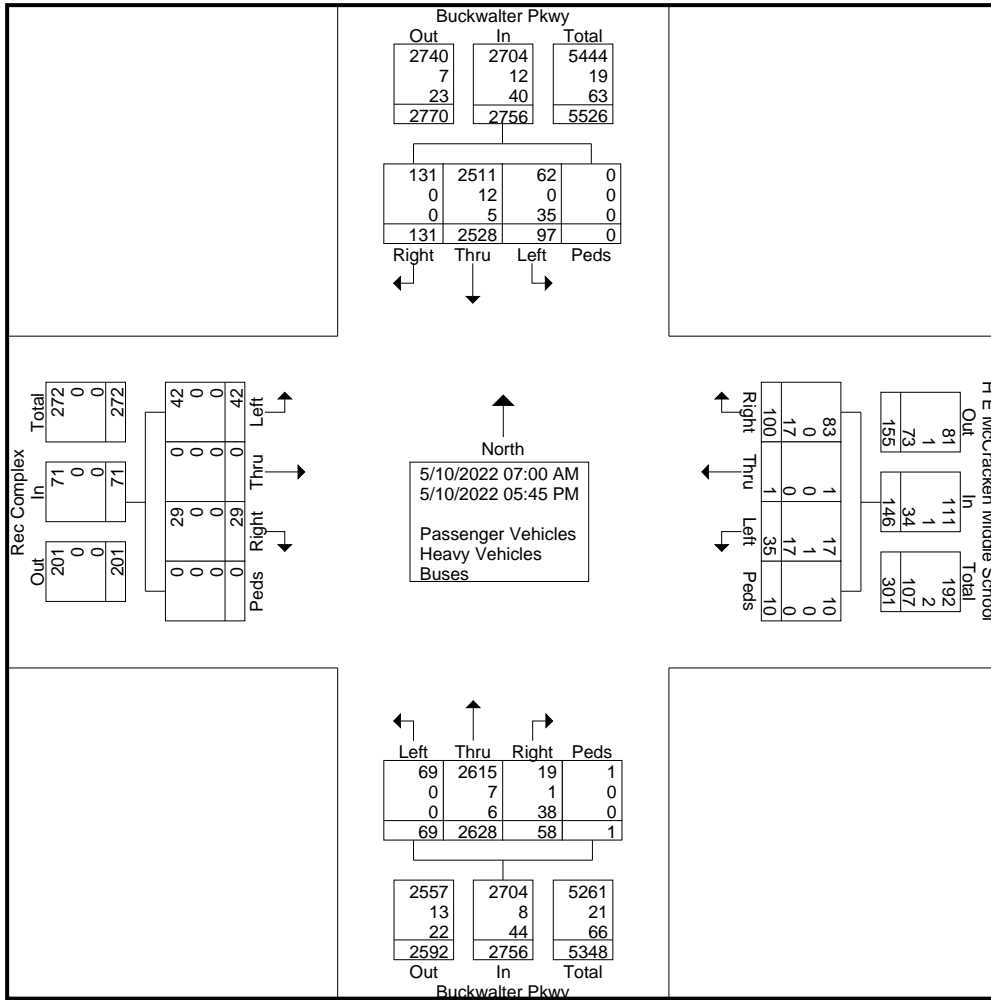 Buckwalter Pkwy
Out In Total
2740 2704 5444
7 12 19
23 40 63
2770 2756 5526
131 2511 62 0
0 12 0 0
0 5 35 0
131 2528 97 0
Right Thru Left Peds
Rec Complex
Total In Out
272 71 201
0 0 0
0 0 0
272 71 201
42 0 29 0
0 0 0 0
0 0 0 0
42 0 29 0
Left Thru Right Peds
North
5/10/2022 07:00 AM
5/10/2022 05:45 PM
Passenger Vehicles
Heavy Vehicles
Buses
Right Thru Left Peds
83 1 17 10
0 0 1 0
17 0 17 0
100 1 35 10
H E McCracken Middle School
Out In Total
81 111 192
1 1 2
73 34 107
155 146 301
Left Thru Right Peds
69 2615 19 1
0 7 1 0
0 6 38 0
69 2628 58 1
2557 2704 5261
13 8 21
22 44 66
2592 2756 5348
Out In Total
Buckwalter Pkwy